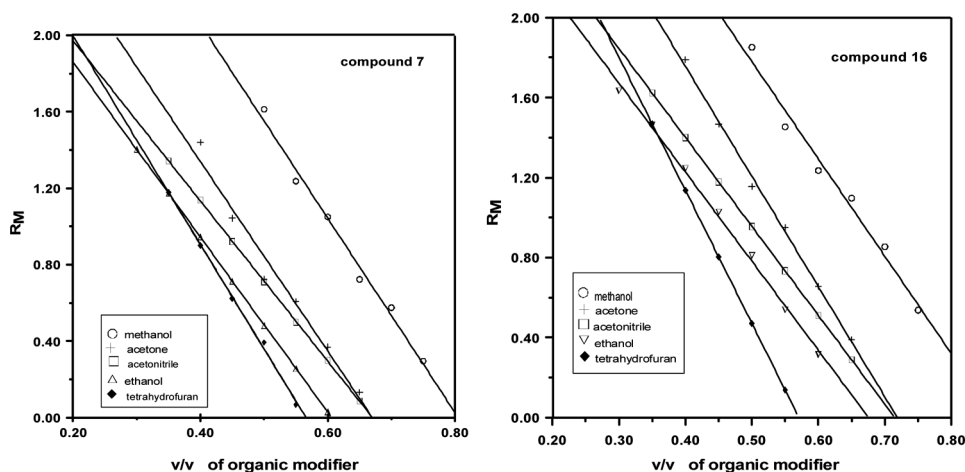 2.00
1.60
1.20
0.80
0.40
0.00
RM
compound 7
methanol
acetone
acetonitrile
ethanol
tetrahydrofuran
0.20 0.40 0.60 0.80
v/v of organic modifier
2.00
1.60
1.20
0.80
0.40
0.00
RM
compound 16
methanol
acetone
acetonitrile
ethanol
tetrahydrofuran
0.20 0.30 0.40 0.50 0.60 0.70 0.80
v/v of organic modifier